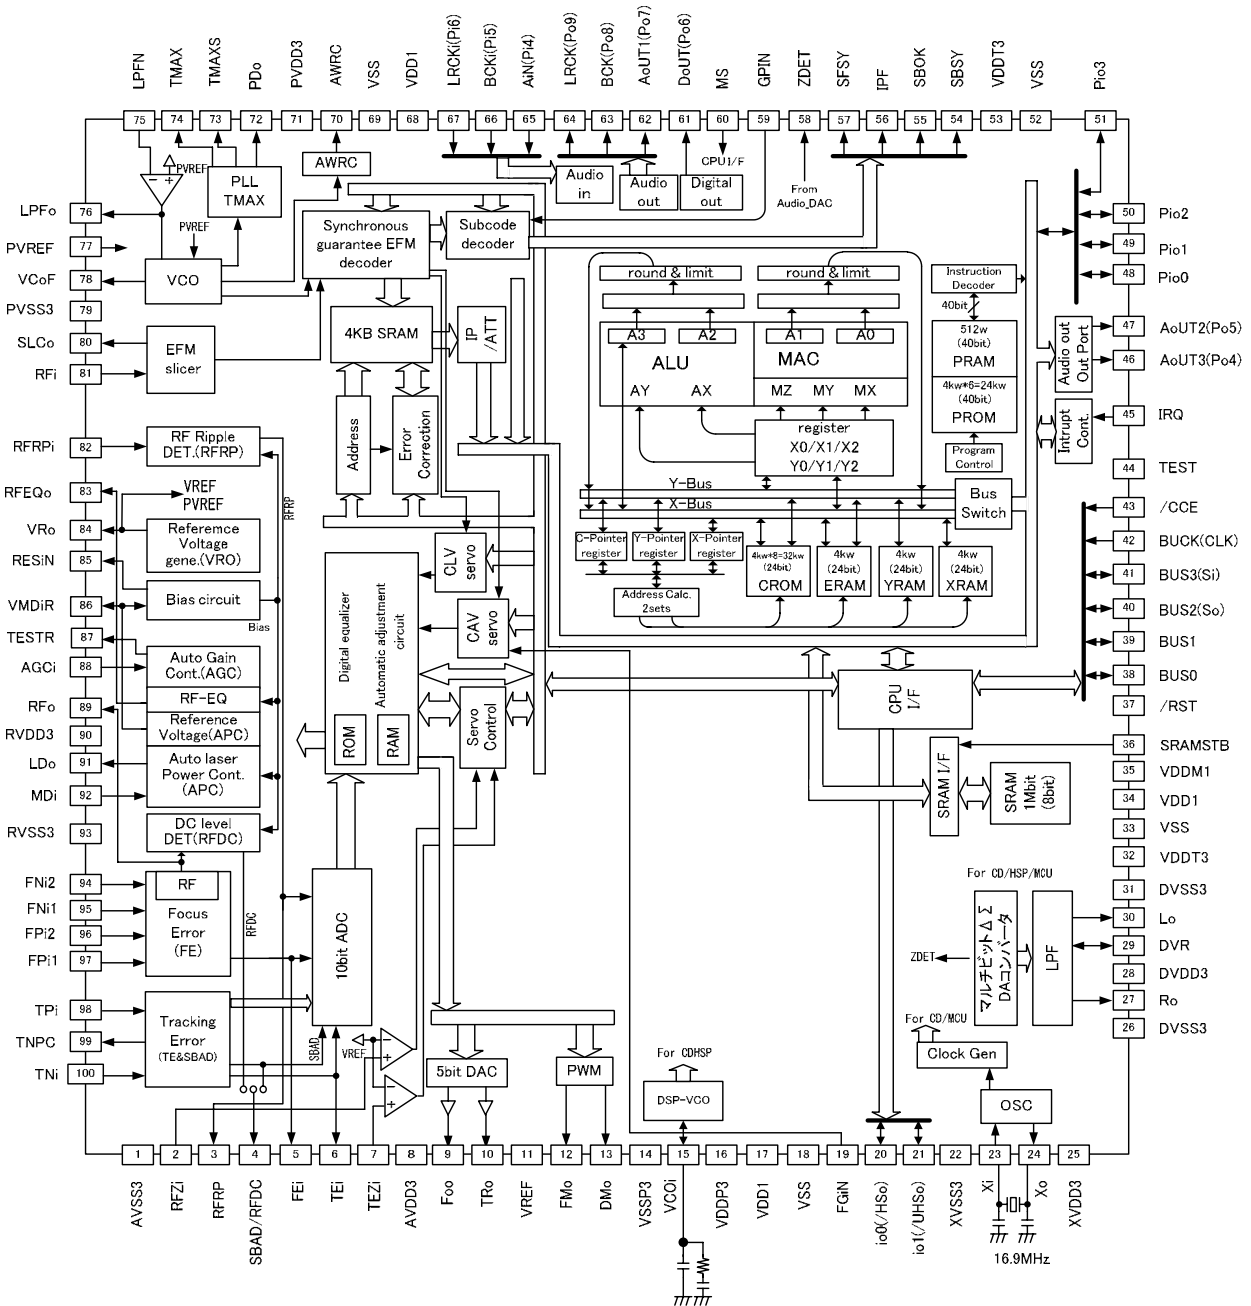 LPFN
TMAX
TMAXS
PDo
PVDD3
AWRC
VSS
VDD1
LRCKi(Pi6)
BCKi(Pi5)
AiN(Pi4)
LRCK(Po9)
BCK(Po8)
AoUT1(Po7)
DoUT(Po6)
MS
GPIN
ZDET
SFSY
IPF
SBOK
SBSY
VDDT3
VSS
Pio3
75
74
73
72
71
70
69
68
67
66
65
64
63
62
61
60
59
58
57
56
55
54
53
52
51
PVREF
PLL
TMAX
AWRC
Audio
in
Audio
out
Digital
out
CPU I/F
From
Audio_DAC
LPFo 76
PVREF 77
VCoF 78
PVSS3 79
SLCo 80
RFi 81
RFRPi 82
RFEQo 83
VRo 84
RESiN 85
VMDiR 86
TESTR 87
AGCi 88
RFo 89
RVDD3 90
LDo 91
MDi 92
RVSS3 93
FNi2 94
FNi1 95
FPi2 96
FPi1 97
TPi 98
TNPC 99
TNi 100
PVREF
VCO
Synchronous
guarantee EFM
decoder
Subcode
decoder
EFM
slicer
4KB SRAM
IP
/ATT
Address
Error
Correction
RF Ripple
DET.(RFRP)
VREF
PVREF
RFRP
Reference
Voltage
gene.(VRO)
Bias circuit
Bias
Auto Gain
Cont.(AGC)
RF-EQ
Reference
Voltage(APC)
Auto laser
Power Cont.
(APC)
DC level
DET(RFDC)
RF
Focus
Error
(FE)
RFDC
Tracking
Error
(TE&SBAD)
SBAD
VREF
10bit ADC
Digital equalizer
Automatic adjustment
circuit
ROM
RAM
CLV
servo
CAV
servo
Servo
Control
5bit DAC
PWM
For CDHSP
DSP-VCO
round & limit
round & limit
A3
A2
A1
A0
ALU
MAC
AY
AX
MZ
MY
MX
register
X0/X1/X2
Y0/Y1/Y2
Y-Bus
X-Bus
Bus
Switch
Instruction
Decoder
40bit
512w
(40bit)
PRAM
4kw*6=24kw
(40bit)
PROM
Program
Control
C-Pointer
register
Y-Pointer
register
X-Pointer
register
Address Calc.
2sets
4kw*8=32kw
(24bit)
CROM
4kw
(24bit)
ERAM
4kw
(24bit)
YRAM
4kw
(24bit)
XRAM
Audio out
Out Port
Intrupt
Cont.
CPU
I/F
SRAM I/F
SRAM
1Mbit
(8bit)
For CD/HSP/MCU
マルチビットΔΣ
DAコンバータ
LPF
ZDET
For CD/MCU
Clock Gen
OSC
50 Pio2
49 Pio1
48 Pio0
47 AoUT2(Po5)
46 AoUT3(Po4)
45 IRQ
44 TEST
43 /CCE
42 BUCK(CLK)
41 BUS3(Si)
40 BUS2(So)
39 BUS1
38 BUS0
37 /RST
36 SRAMSTB
35 VDDM1
34 VDD1
33 VSS
32 VDDT3
31 DVSS3
30 Lo
29 DVR
28 DVDD3
27 Ro
26 DVSS3
1
2
3
4
5
6
7
8
9
10
11
12
13
14
15
16
17
18
19
20
21
22
23
24
25
AVSS3
RFZi
RFRP
SBAD/RFDC
FEi
TEi
TEZi
AVDD3
Foo
TRo
VREF
FMo
DMo
VSSP3
VCOi
VDDP3
VDD1
VSS
FGiN
io0(/HSo)
io1(/UHSo)
XVSS3
Xi
Xo
XVDD3
16.9MHz